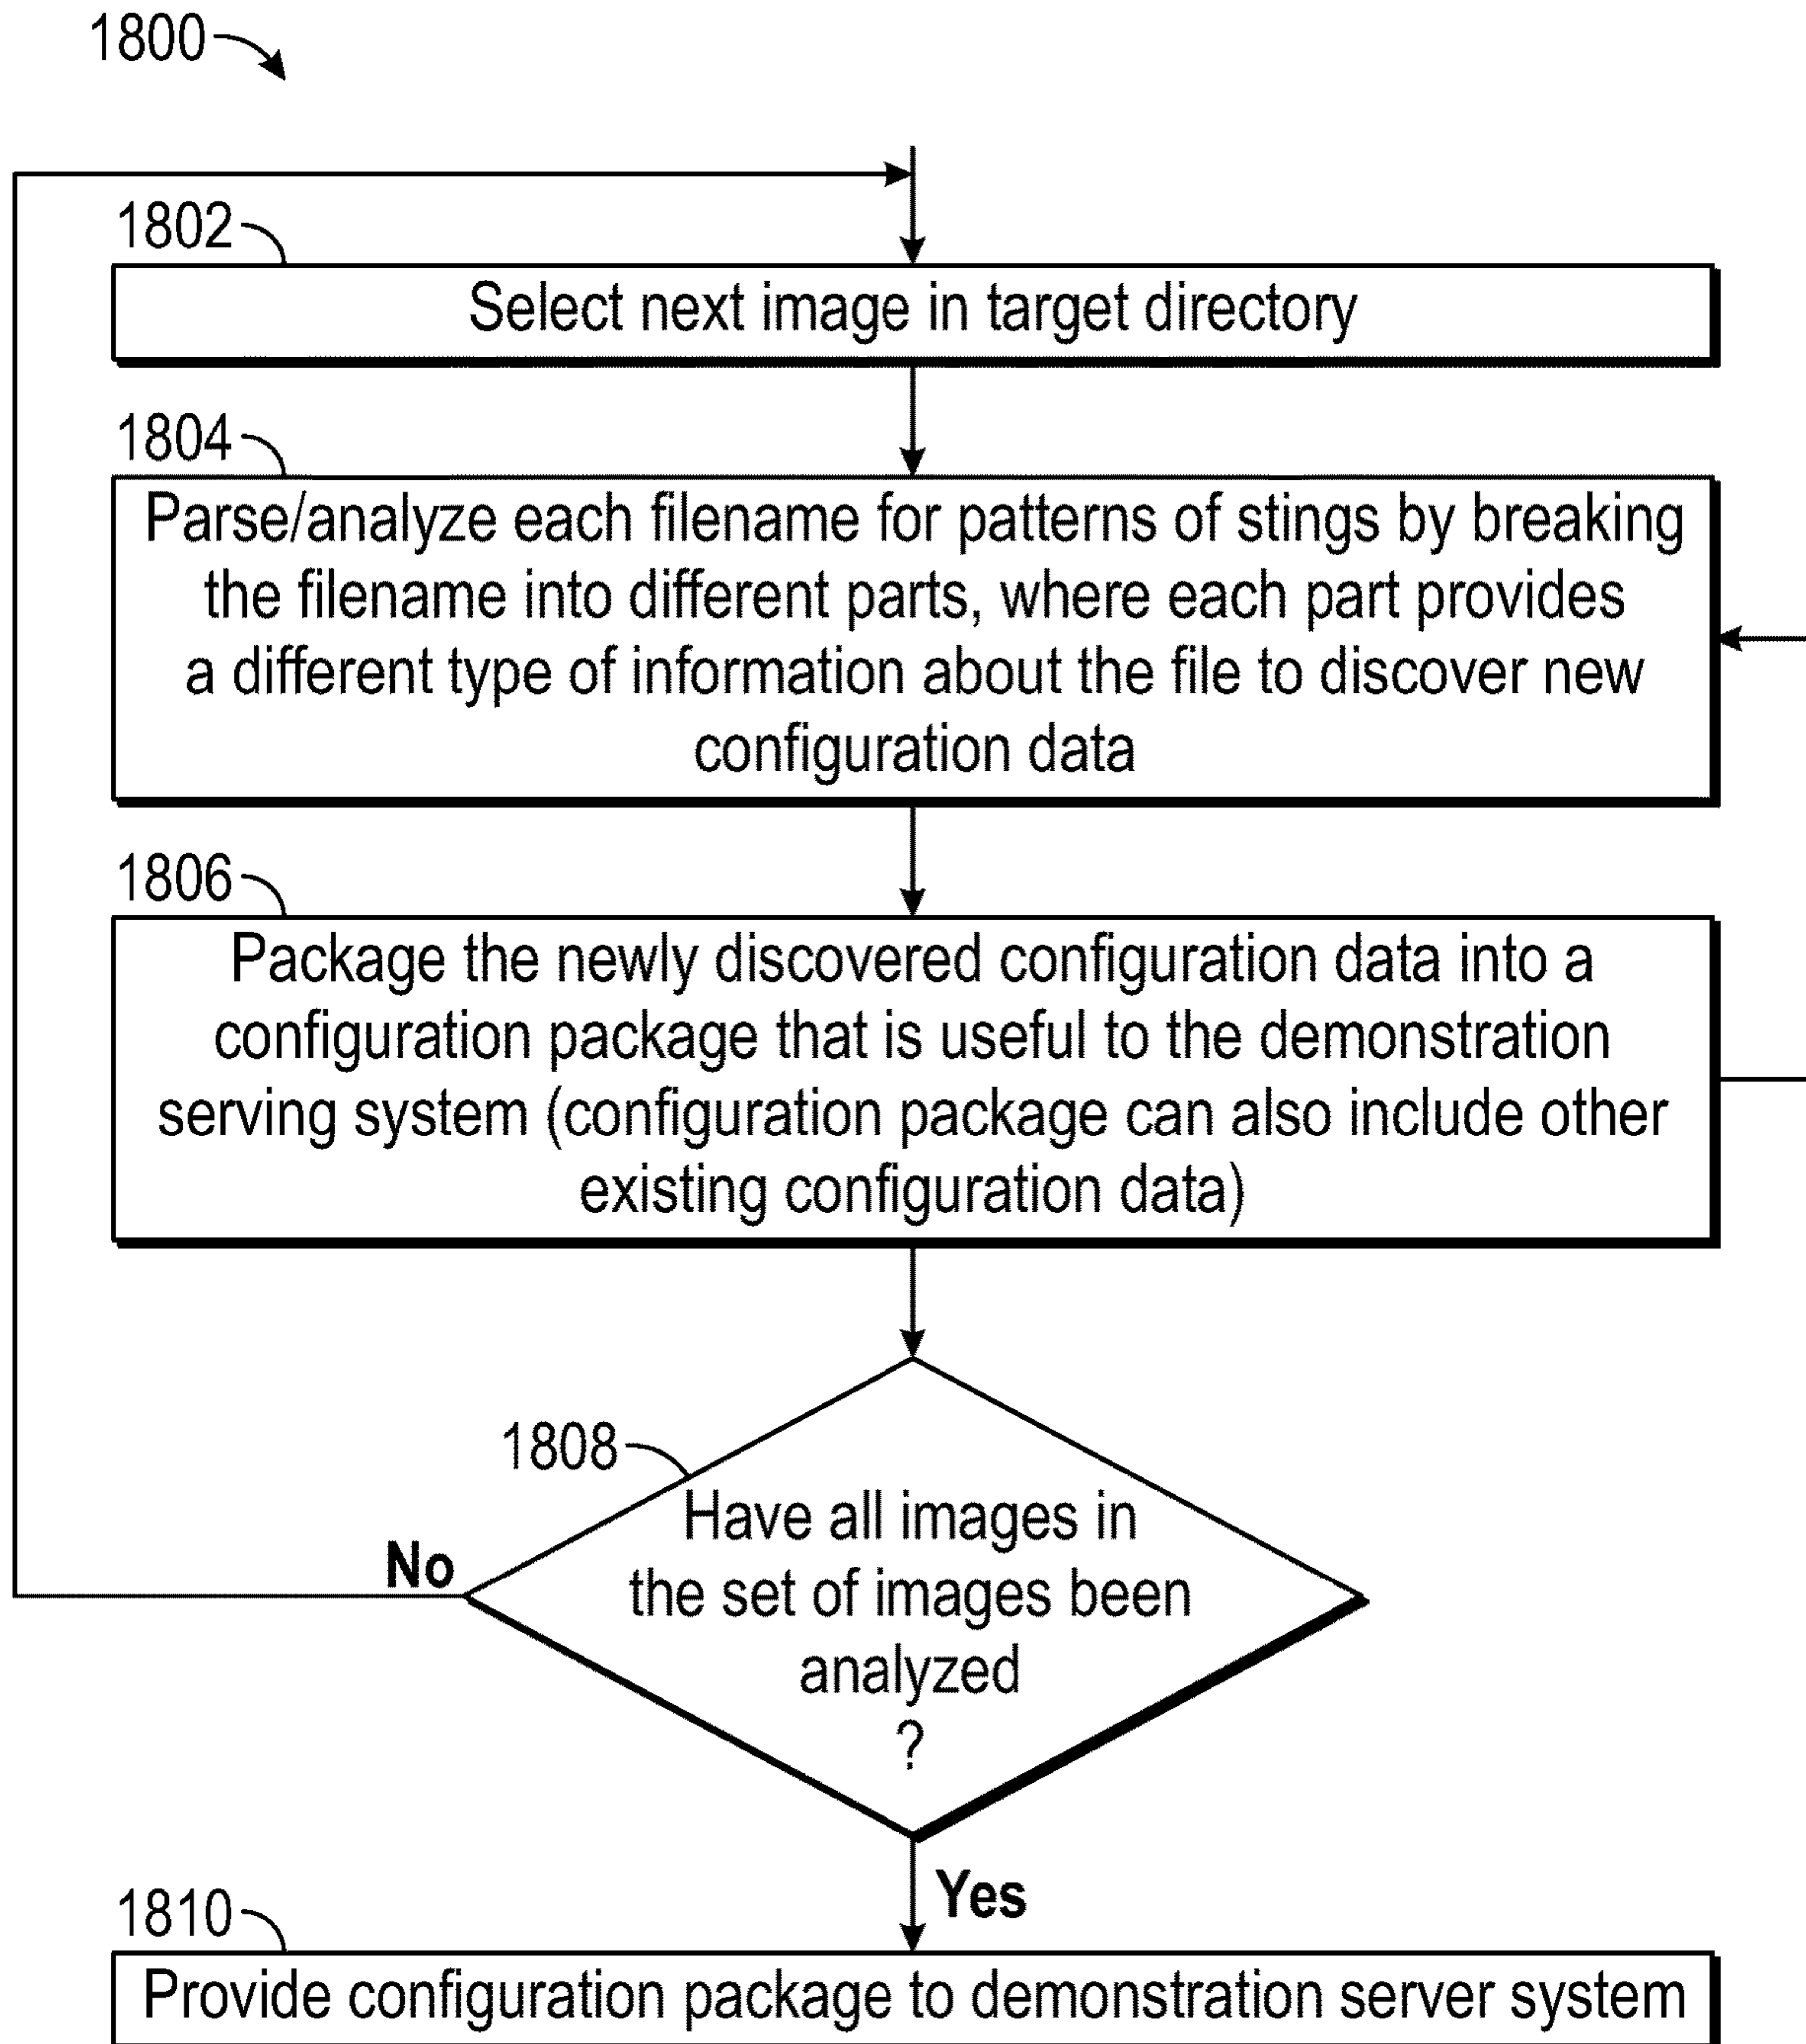 1800
1802
Select next image in target directory
1804
Parse/analyze each filename for patterns of stings by breaking
the filename into different parts, where each part provides
a different type of information about the file to discover new
configuration data
1806
Package the newly discovered configuration data into a
configuration package that is useful to the demonstration
serving system (configuration package can also include other
existing configuration data)
1808
Have all images in
the set of images been
analyzed
?
No
Yes
1810
Provide configuration package to demonstration server system